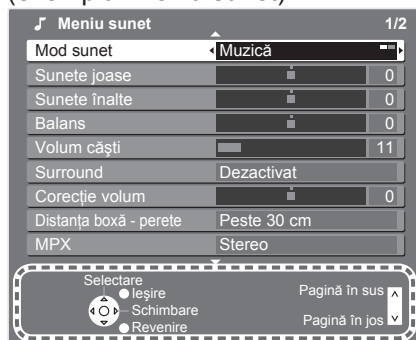 Meniu sunet 1/2
Mod sunet Muzică
Sunete joase 0
Sunete înalte 0
Balans 0
Volum căşti 11
Surround Dezactivat
Corecţie volum 0
Distanţa boxă - perete Peste 30 cm
MPX Stereo
Selectare
Ieşire
Schimbare
Revenire
Pagină în sus
Pagină în jos